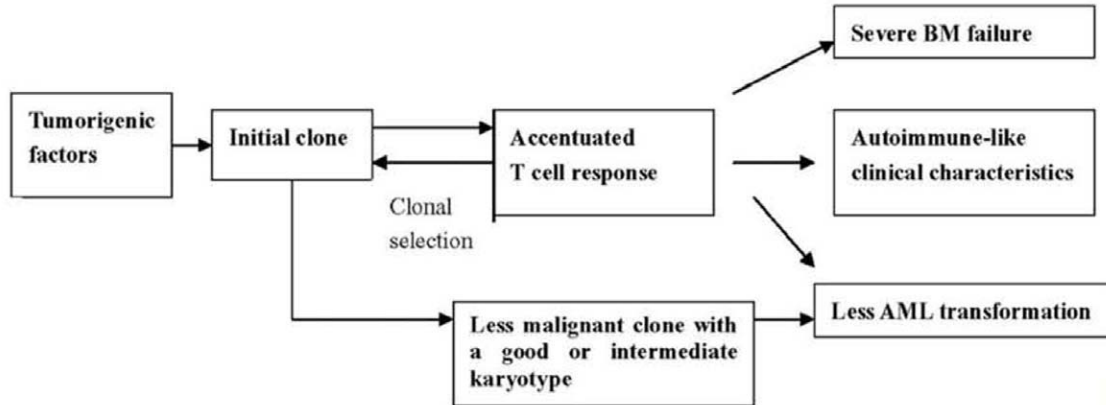 Severe BM failure
Tumorigenic
factors
Initial clone
Accentuated
T cell response
Autoimmune-like
clinical characteristics
Clonal
selection
Less malignant clone with
a good or intermediate
karyotype
Less AML transformation